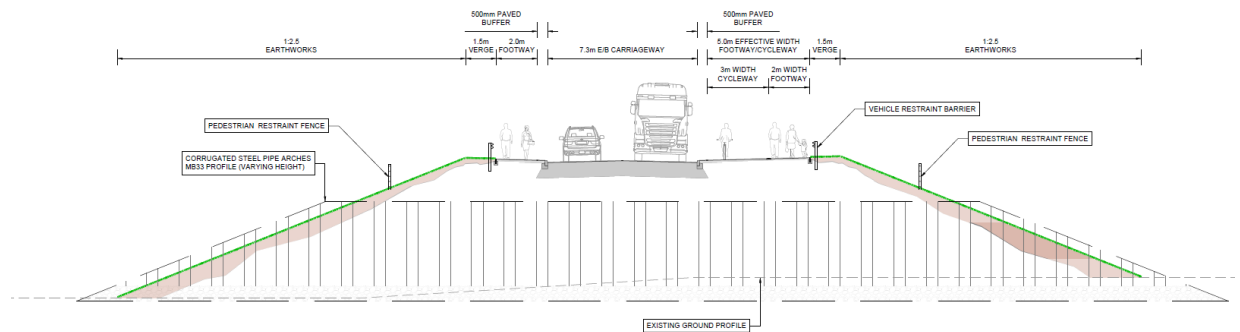 500mm PAVED
BUFFER
500mm PAVED
BUFFER
1:2.5
EARTHWORKS
1.5m
VERGE
2.0m
FOOTWAY
7.3m E/B CARRIAGEWAY
5.0m EFFECTIVE WIDTH
FOOTWAY/CYCLEWAY
1.5m
VERGE
1:2.5
EARTHWORKS
3m WIDTH
CYCLEWAY
2m WIDTH
FOOTWAY
VEHICLE RESTRAINT BARRIER
PEDESTRIAN RESTRAINT FENCE
PEDESTRIAN RESTRAINT FENCE
CORRUGATED STEEL PIPE ARCHES
MB33 PROFILE (VARYING HEIGHT)
EXISTING GROUND PROFILE